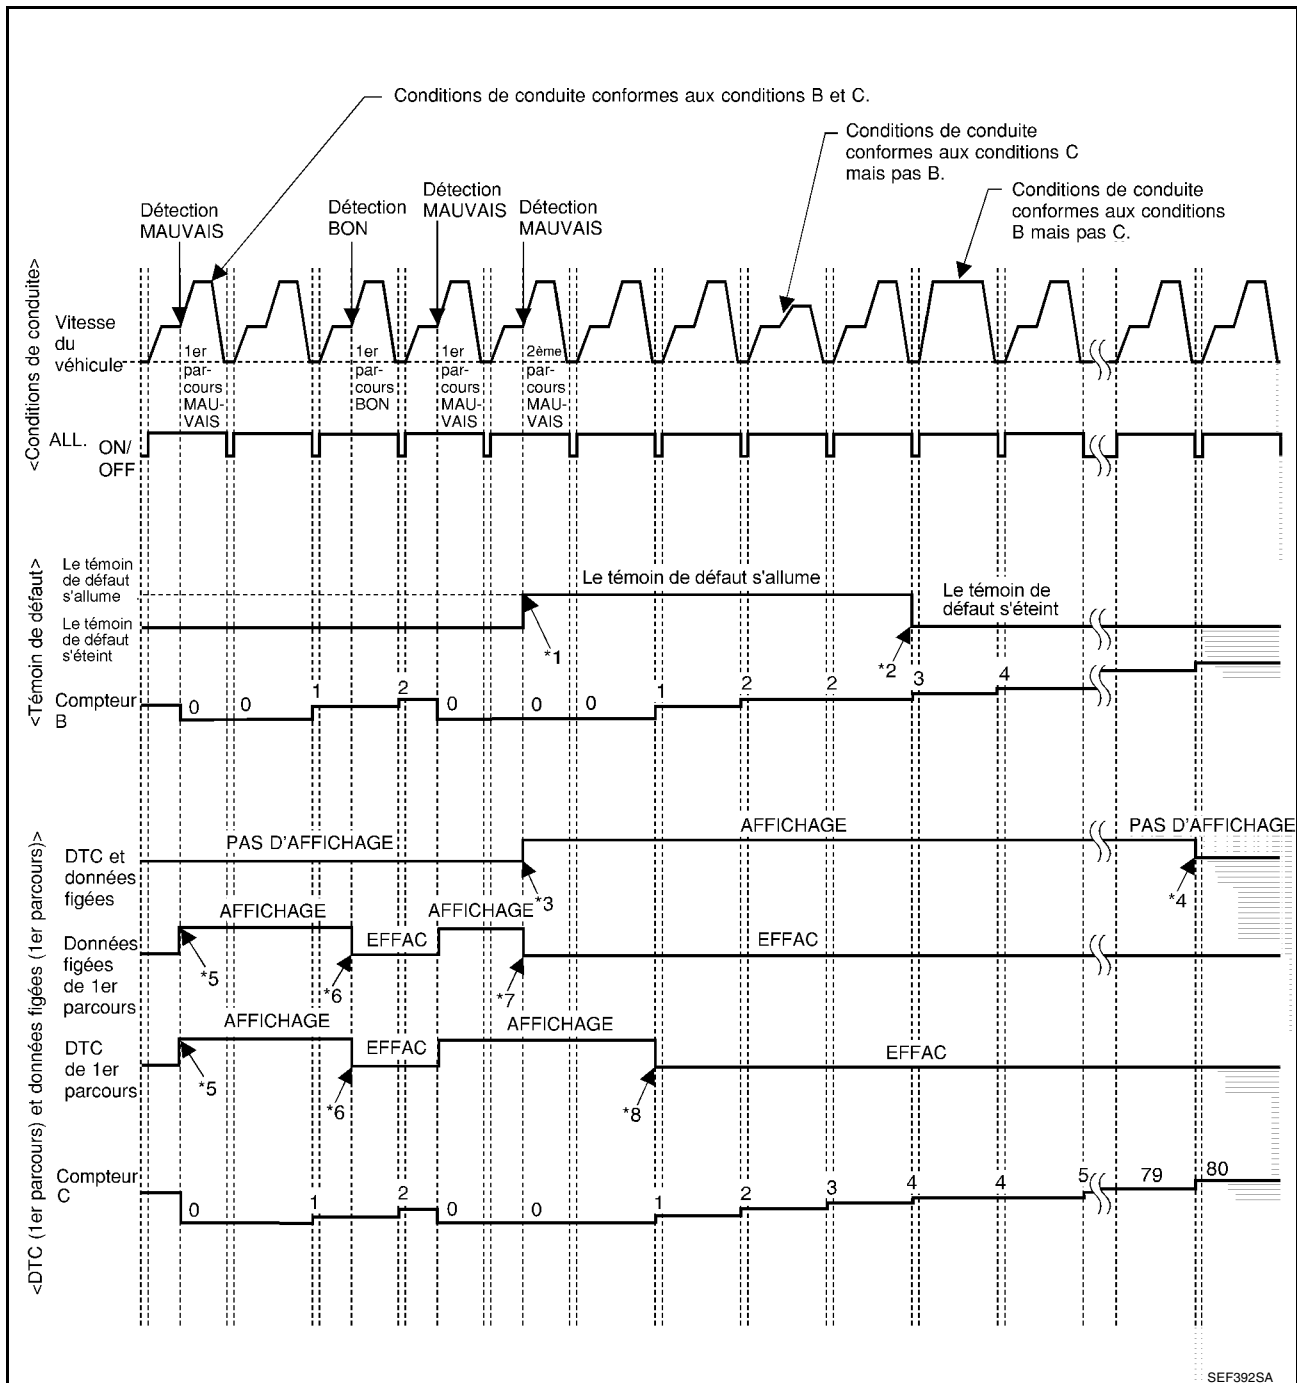 Conditions de conduite conformes aux conditions B et C.
Conditions de conduite
conformes aux conditions C
mais pas B.
Conditions de conduite
conformes aux conditions
B mais pas C.
Détection
MAUVAIS
Détection
BON
Détection
MAUVAIS
Détection
MAUVAIS
<Conditions de conduite>
Vitesse
du
véhicule
1er
par-
cours
MAU-
VAIS
1er
par-
cours
BON
1er
par-
cours
MAU-
VAIS
2ème
par-
cours
MAU-
VAIS
ALL.
ON/
OFF
<Témoin de défaut>
Le témoin
de défaut
s'allume
Le témoin de défaut s'allume
Le témoin de
défaut s'éteint
Le témoin
de défaut
s'éteint
*1
*2
Compteur
B
0 0 1 2 0 0 0 1 2 2 3 4
<DTC (1er parcours) et données figées (1er parcours)>
DTC et
données
figées
PAS D'AFFICHAGE
AFFICHAGE
PAS D'AFFICHAGE
*3
*4
Données
figées
de 1er
parcours
AFFICHAGE
EFFAC
AFFICHAGE
EFFAC
*5
*6
*7
DTC
de 1er
parcours
AFFICHAGE
EFFAC
AFFICHAGE
EFFAC
*5
*6
*8
Compteur
C
0 1 2 0 0 1 2 3 4 4 5 79 80
SEF392SA